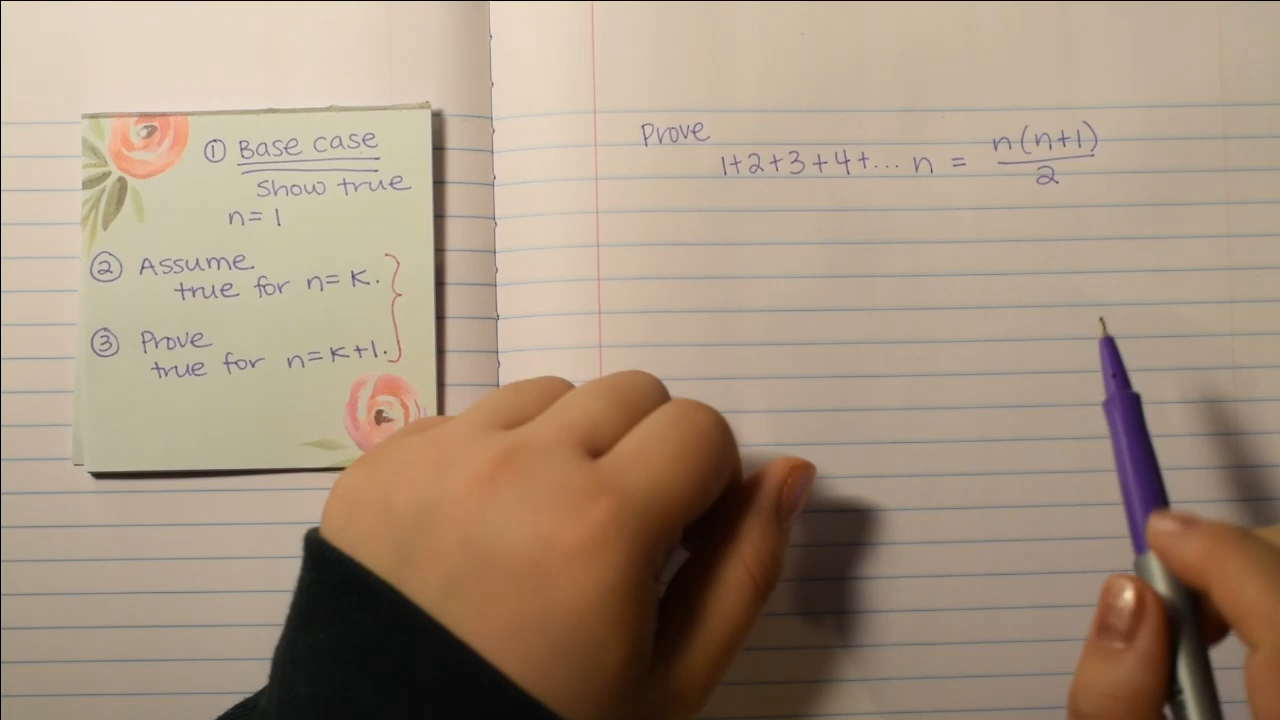 ① Base case
Show true
n = 1
② Assume
true for n = k.
③ Prove
true for n = k+1.
Prove
1+2+3+4+... n = n(n+1)/2